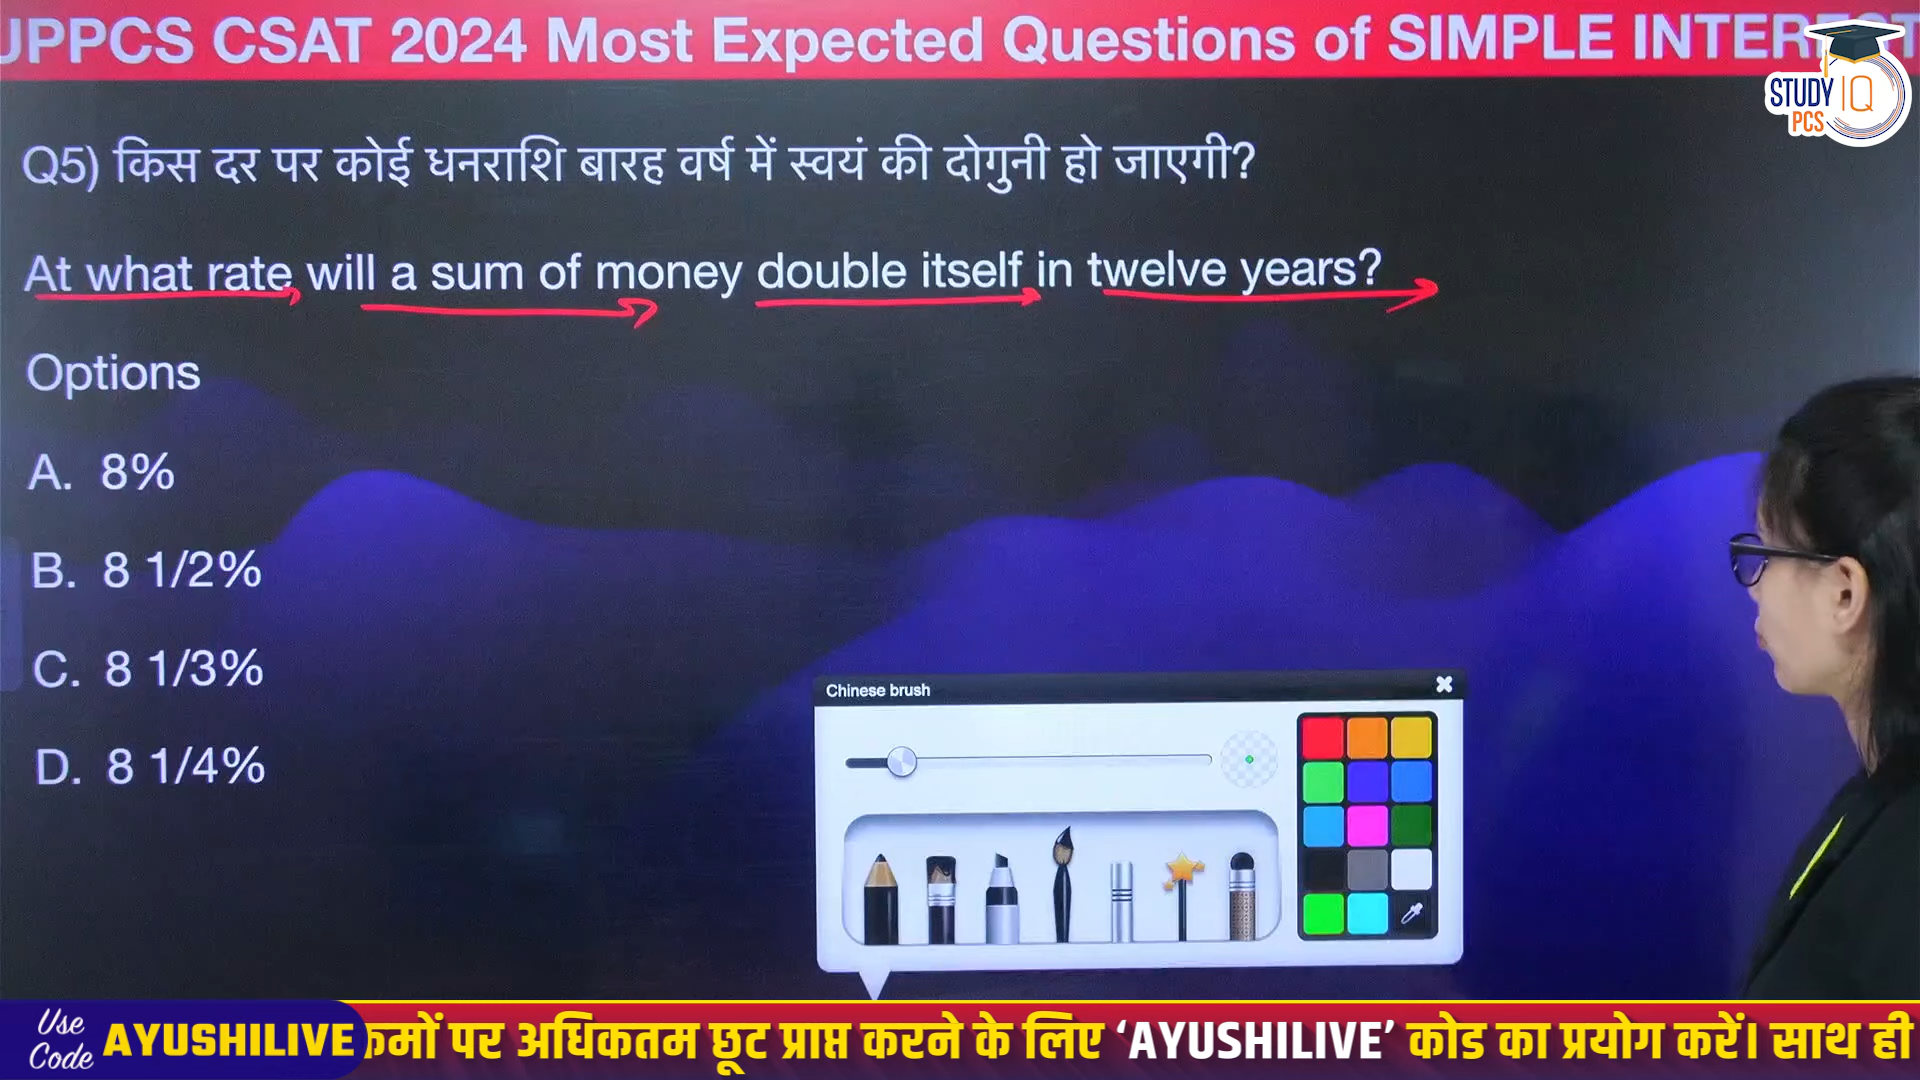 UPPCS CSAT 2024 Most Expected Questions of SIMPLE INTEREST
STUDY IQ
PCS
Q5) किस दर पर कोई धनराशि बारह वर्ष में स्वयं की दोगुनी हो जाएगी?
At what rate will a sum of money double itself in twelve years?
Options
A. 8%
B. 8 1/2%
C. 8 1/3%
D. 8 1/4%
Chinese brush
Use Code AYUSHILIVE
पर अधिकतम छूट प्राप्त करने के लिए ‘AYUSHILIVE’ कोड का प्रयोग करें। साथ ही